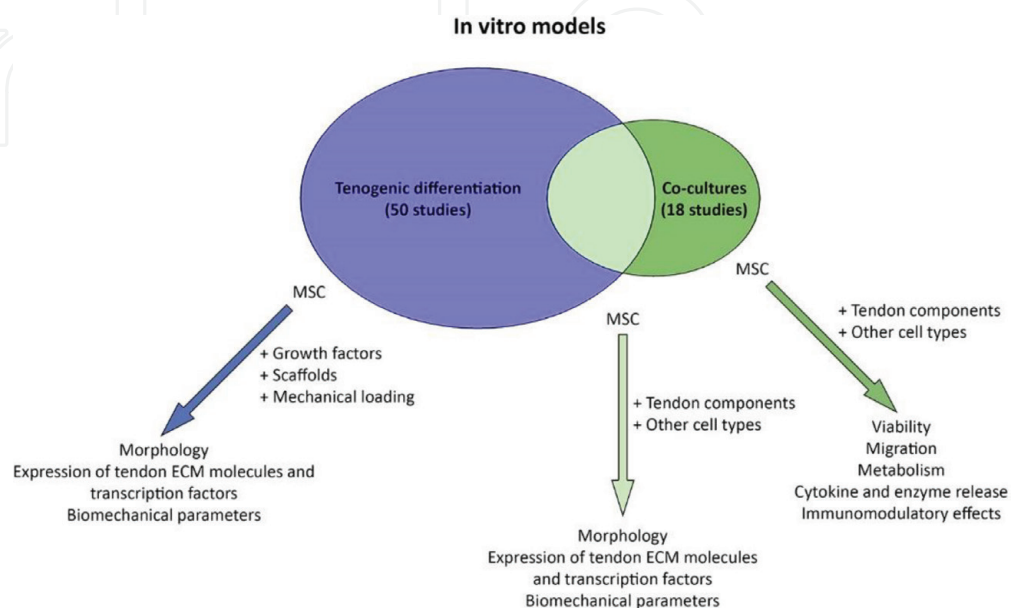 In vitro models
Tenogenic differentiation
(50 studies)
Co-cultures
(18 studies)
MSC
+ Growth factors
+ Scaffolds
+ Mechanical loading
Morphology
Expression of tendon ECM molecules and
transcription factors
Biomechanical parameters
MSC
+ Tendon components
+ Other cell types
Morphology
Expression of tendon ECM molecules
and transcription factors
Biomechanical parameters
MSC
+ Tendon components
+ Other cell types
Viability
Migration
Metabolism
Cytokine and enzyme release
Immunomodulatory effects